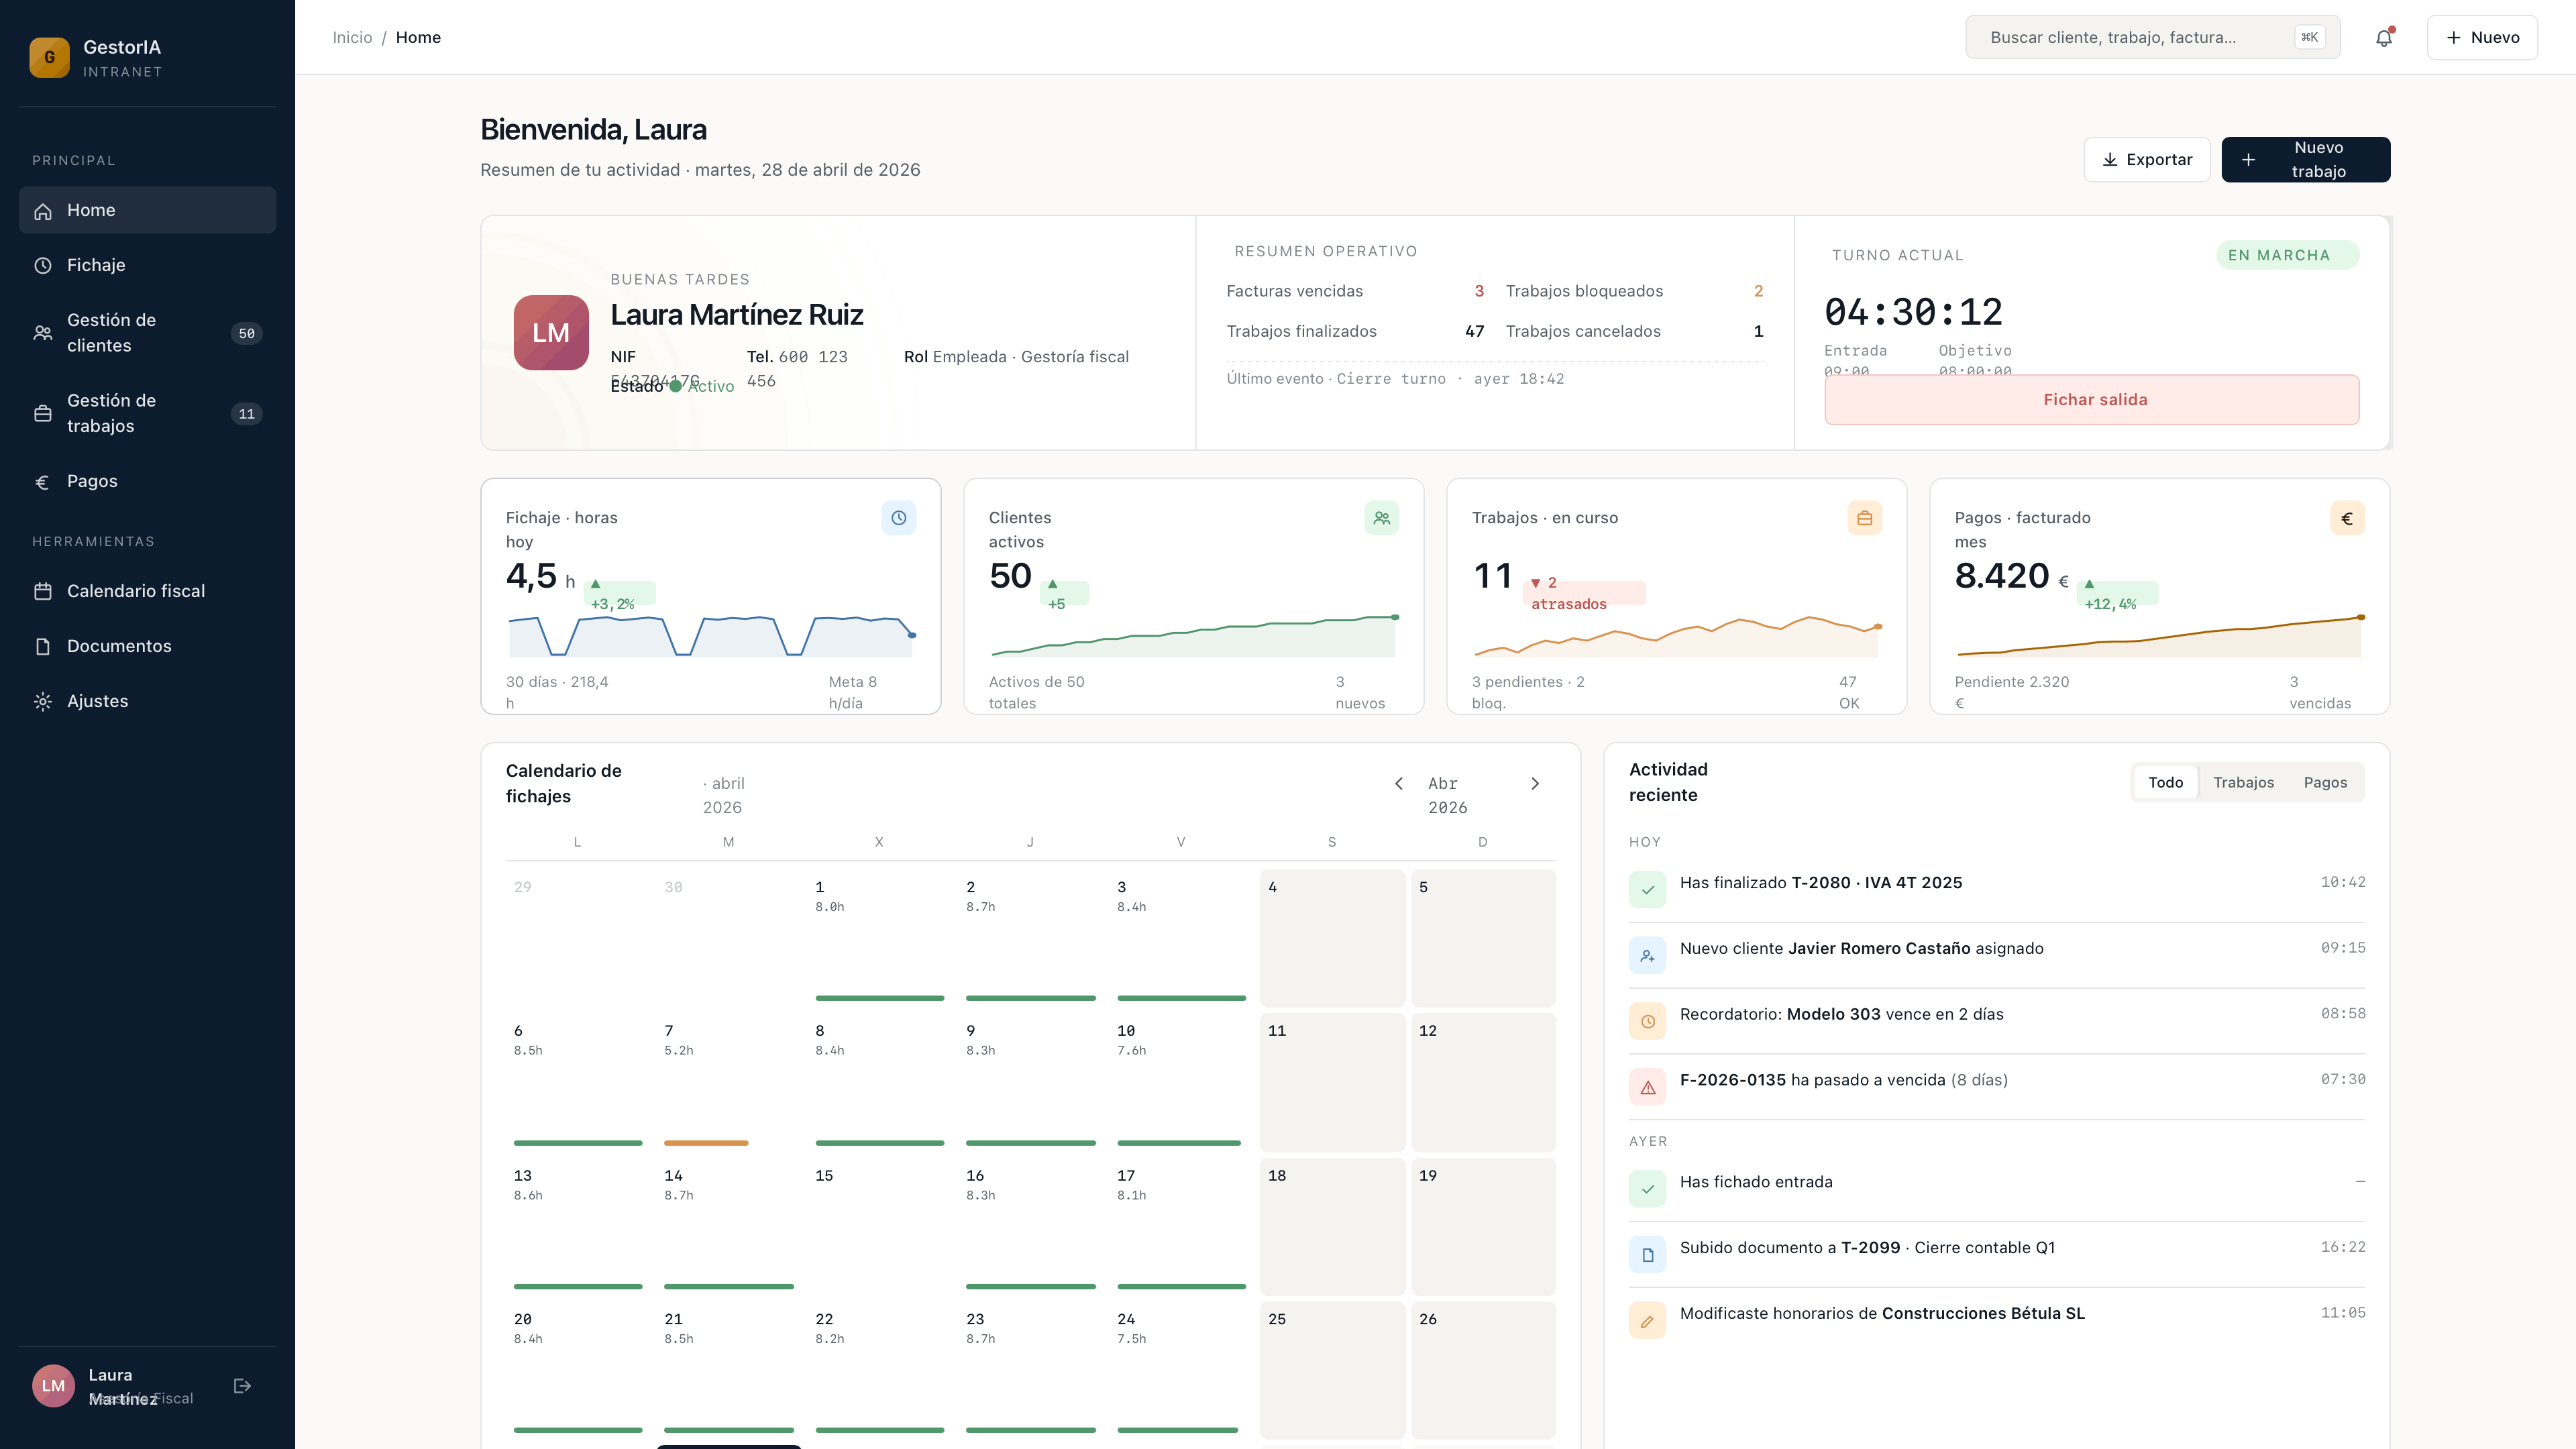 G
GestorIA
INTRANET
PRINCIPAL
Home
Fichaje
Gestión de
clientes
50
Gestión de
trabajos
11
€ Pagos
HERRAMIENTAS
Calendario fiscal
Documentos
Ajustes
LM
Laura
Martínez
Fiscal
Inicio / Home
Buscar cliente, trabajo, factura... ⌘K
+ Nuevo
Bienvenida, Laura
Resumen de tu actividad · martes, 28 de abril de 2026
Exportar
+ Nuevo
trabajo
LM
BUENAS TARDES
Laura Martínez Ruiz
NIF
54370417G
Tel. 600 123
456
Rol Empleada · Gestoría fiscal
Estado Activo
RESUMEN OPERATIVO
Facturas vencidas 3
Trabajos bloqueados 2
Trabajos finalizados 47
Trabajos cancelados 1
Último evento · Cierre turno · ayer 18:42
TURNO ACTUAL
EN MARCHA
04:30:12
Entrada
09:00
Objetivo
08:00:00
Fichar salida
Fichaje · horas
hoy
4,5 h
▲
+3,2%
30 días · 218,4
h
Meta 8
h/día
Clientes
activos
50
▲
+5
Activos de 50
totales
3
nuevos
Trabajos · en curso
11
▼ 2
atrasados
3 pendientes · 2
bloq.
47
OK
Pagos · facturado
mes
€
8.420 €
▲
+12,4%
Pendiente 2.320
€
3
vencidas
Calendario de
fichajes
· abril
2026
Abr
2026
L M X J V S D
29 30 1 2 3 4 5
8.0h 8.7h 8.4h
6 7 8 9 10 11 12
8.5h 5.2h 8.4h 8.3h 7.6h
13 14 15 16 17 18 19
8.6h 8.7h 8.3h 8.1h
20 21 22 23 24 25 26
8.4h 8.5h 8.2h 8.7h 7.5h
Actividad
reciente
Todo Trabajos Pagos
HOY
Has finalizado T-2080 · IVA 4T 2025 10:42
Nuevo cliente Javier Romero Castaño asignado 09:15
Recordatorio: Modelo 303 vence en 2 días 08:58
F-2026-0135 ha pasado a vencida (8 días) 07:30
AYER
Has fichado entrada —
Subido documento a T-2099 · Cierre contable Q1 16:22
Modificaste honorarios de Construcciones Bétula SL 11:05